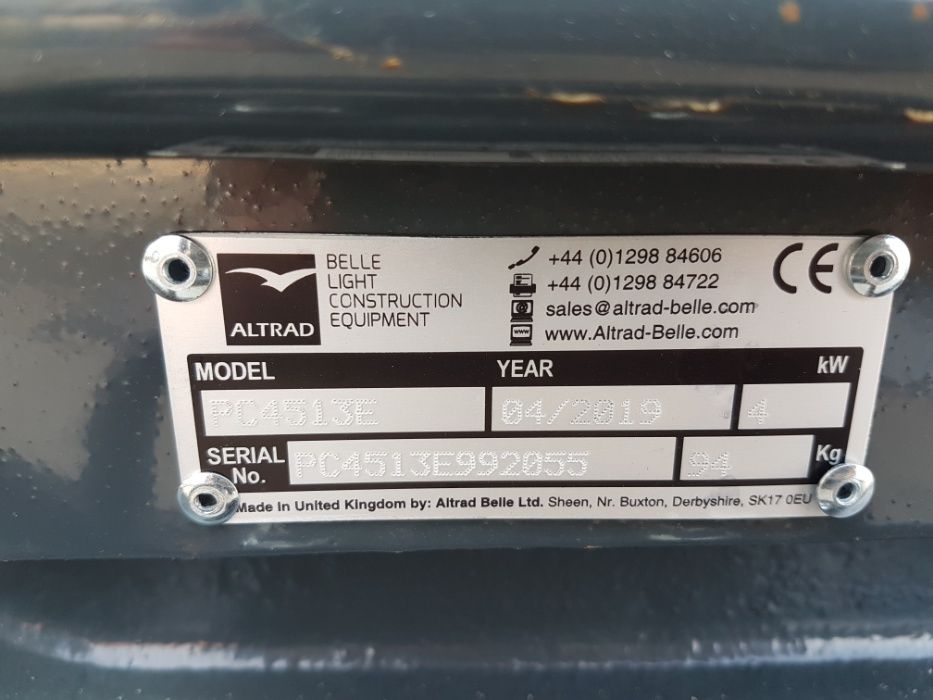 ALTRAD
BELLE
LIGHT
CONSTRUCTION
EQUIPMENT
+44 (0)1298 84606
+44 (0)1298 84722
sales@altrad-belle.com
www
www.Altrad-Belle.com
CE
MODEL YEAR kW
PC4513E 04/2019 4
SERIAL No. PC4513E992055 94 Kg
Made in United Kingdom by: Altrad Belle Ltd. Sheen, Nr. Buxton, Derbyshire, SK17 0EU